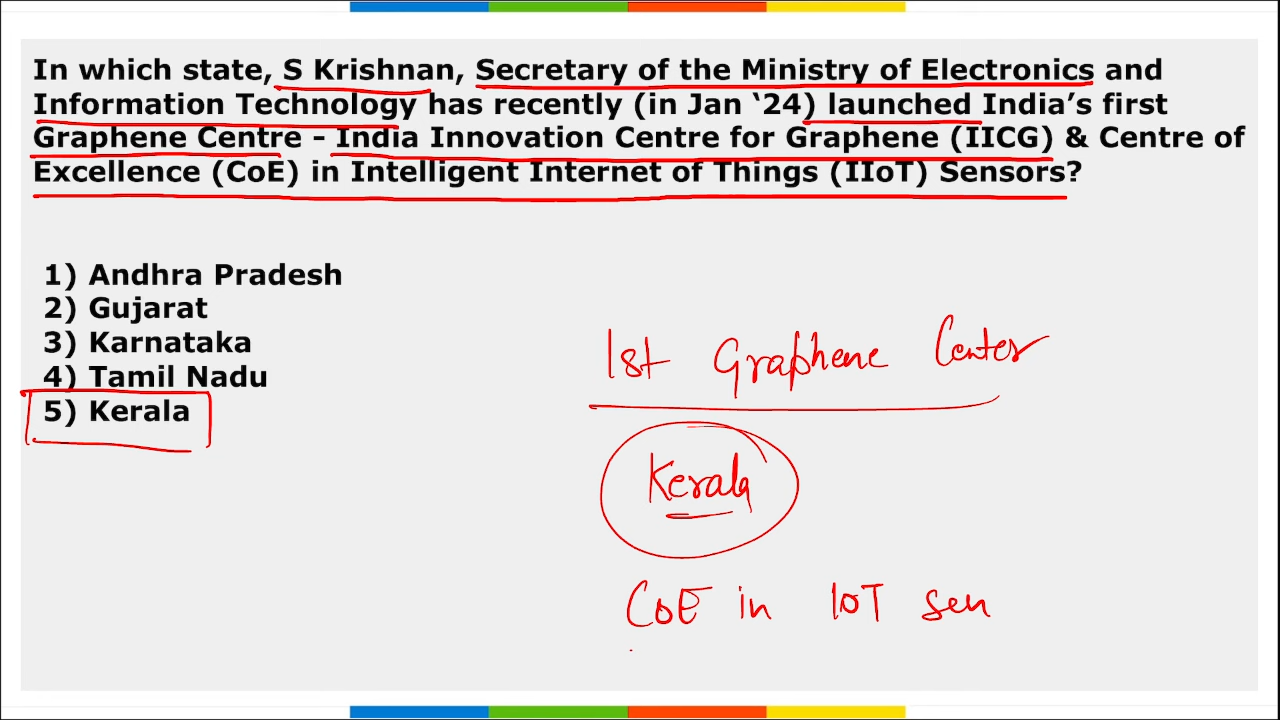 In which state, S Krishnan, Secretary of the Ministry of Electronics and
Information Technology has recently (in Jan ‘24) launched India’s first
Graphene Centre – India Innovation Centre for Graphene (IICG) & Centre of
Excellence (CoE) in Intelligent Internet of Things (IIoT) Sensors?
1) Andhra Pradesh
2) Gujarat
3) Karnataka
4) Tamil Nadu
5) Kerala
1st Graphene Center
Kerala
CoE in IoT sen